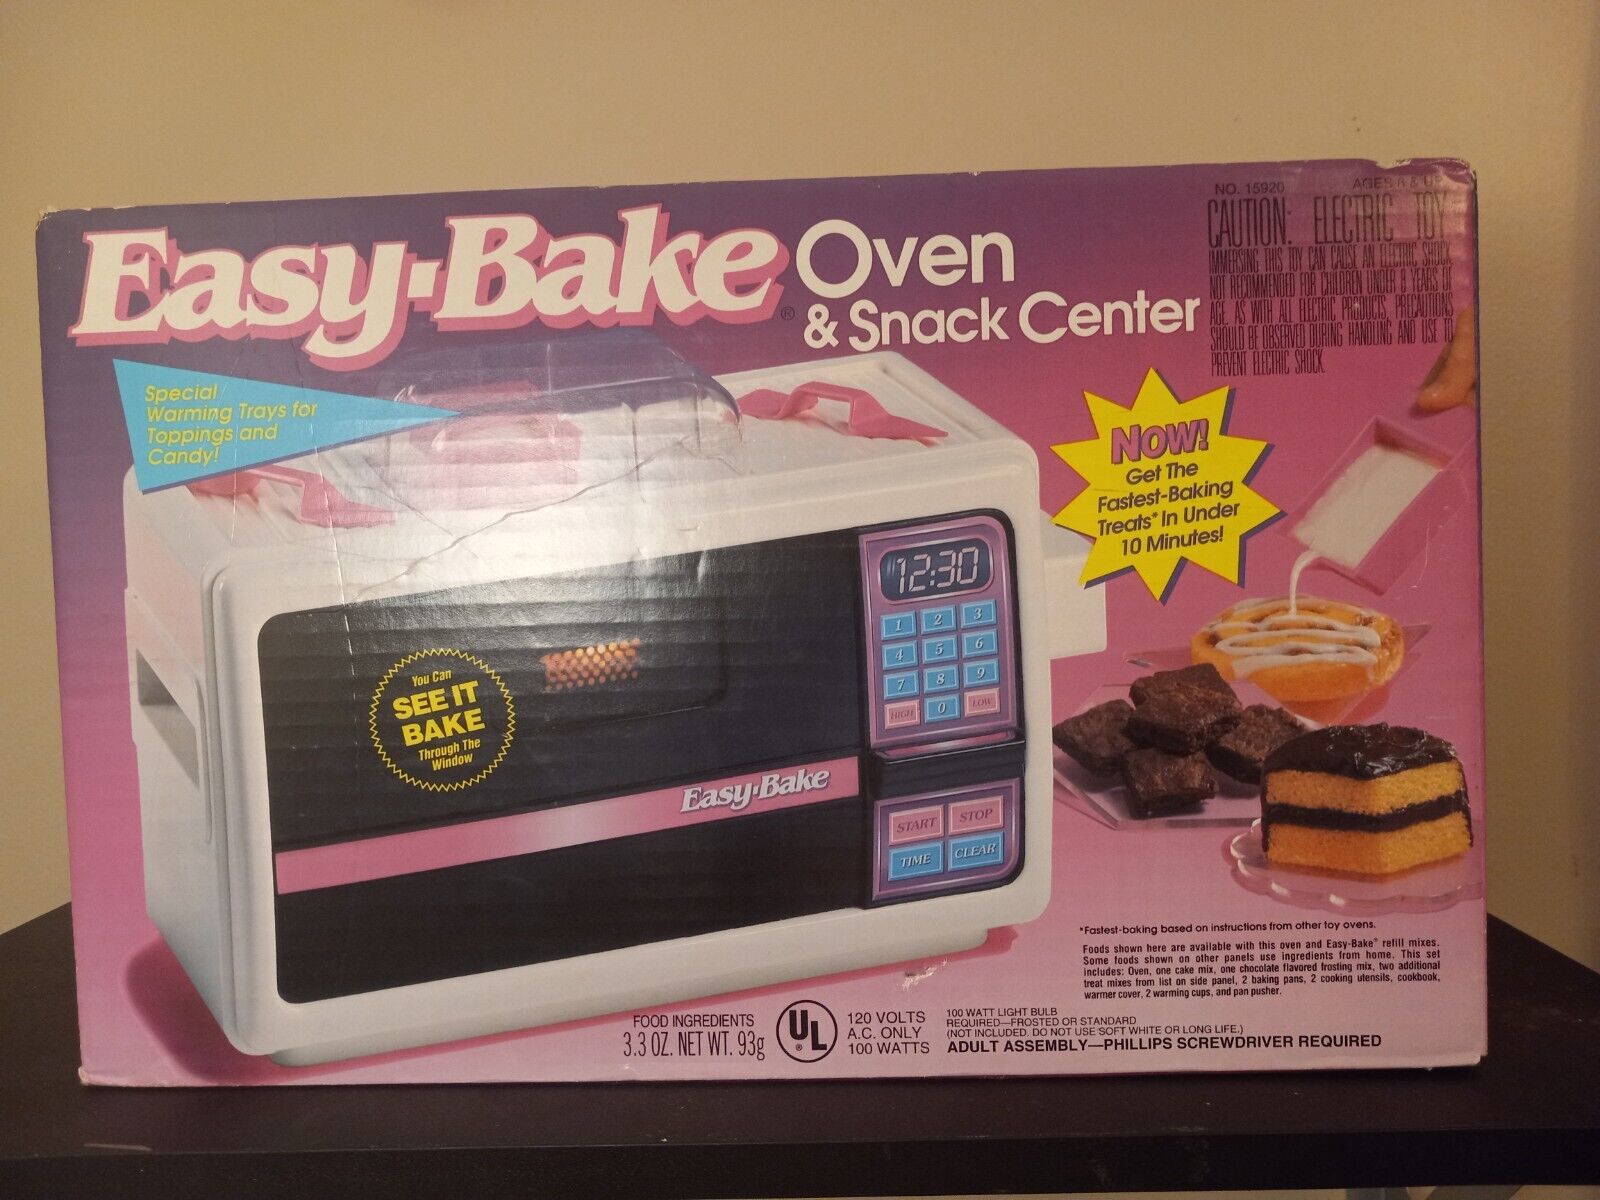 Easy-Bake® Oven
& Snack Center
NO. 15920 AGES 8 & UP
CAUTION: ELECTRIC TOY
IMMERSING THIS TOY CAN CAUSE AN ELECTRIC SHOCK.
NOT RECOMMENDED FOR CHILDREN UNDER 8 YEARS OF
AGE. AS WITH ALL ELECTRIC PRODUCTS, PRECAUTIONS
SHOULD BE OBSERVED DURING HANDLING AND USE TO
PREVENT ELECTRIC SHOCK.
Special
Warming Trays for
Toppings and
Candy!
NOW!
Get The
Fastest-Baking
Treats* In Under
10 Minutes!
12:30
1 2 3
4 5 6
7 8 9
HIGH 0 LOW
You Can
SEE IT
BAKE
Through The
Window
Easy-Bake
START STOP
TIME CLEAR
*Fastest-baking based on instructions from other toy ovens.
Foods shown here are available with this oven and Easy-Bake® refill mixes.
Some foods shown on other panels use ingredients from home. This set
includes: Oven, one cake mix, one chocolate flavored frosting mix, two additional
treat mixes from list on side panel, 2 baking pans, 2 cooking utensils, cookbook,
warmer cover, 2 warming cups, and pan pusher.
FOOD INGREDIENTS
3.3 OZ. NET WT. 93g
UL®
120 VOLTS
A.C. ONLY
100 WATTS
100 WATT LIGHT BULB
REQUIRED—FROSTED OR STANDARD
(NOT INCLUDED. DO NOT USE SOFT WHITE OR LONG LIFE.)
ADULT ASSEMBLY—PHILLIPS SCREWDRIVER REQUIRED